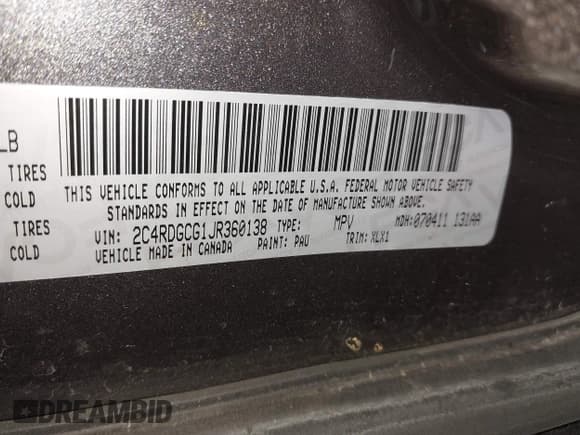 LB
TIRES
COLD
TIRES
COLD
THIS VEHICLE CONFORMS TO ALL APPLICABLE U.S.A. FEDERAL MOTOR VEHICLE SAFETY
STANDARDS IN EFFECT ON THE DATE OF MANUFACTURE SHOWN ABOVE.
VIN: 2C4RDGCG1JR360138 TYPE: MPV MDH:070411 131AA
VEHICLE MADE IN CANADA PAINT: PAU TRIM: XLX1
DREAMBID